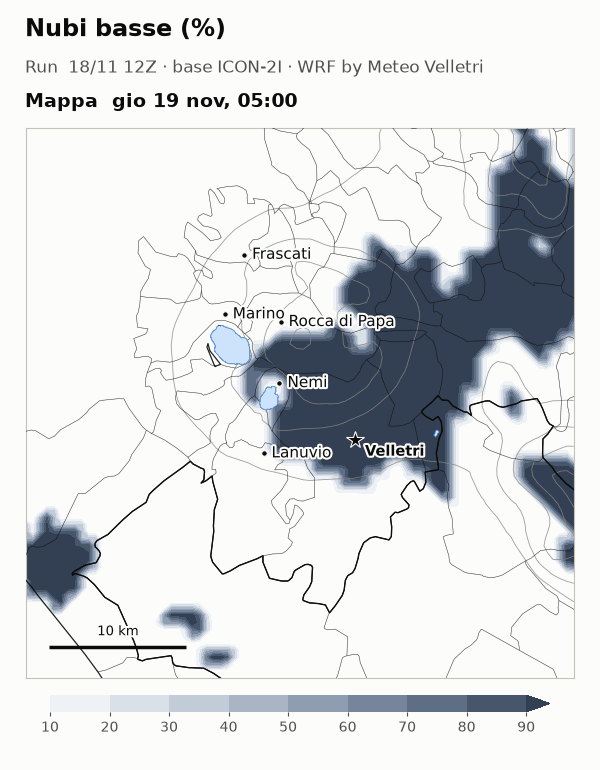 Nubi basse (%)
Run  18/11 12Z · base ICON-2I · WRF by Meteo Velletri
Mappa  gio 19 nov, 05:00
Frascati
Marino
Rocca di Papa
Nemi
Velletri
Lanuvio
10 km
10 20 30 40 50 60 70 80 90